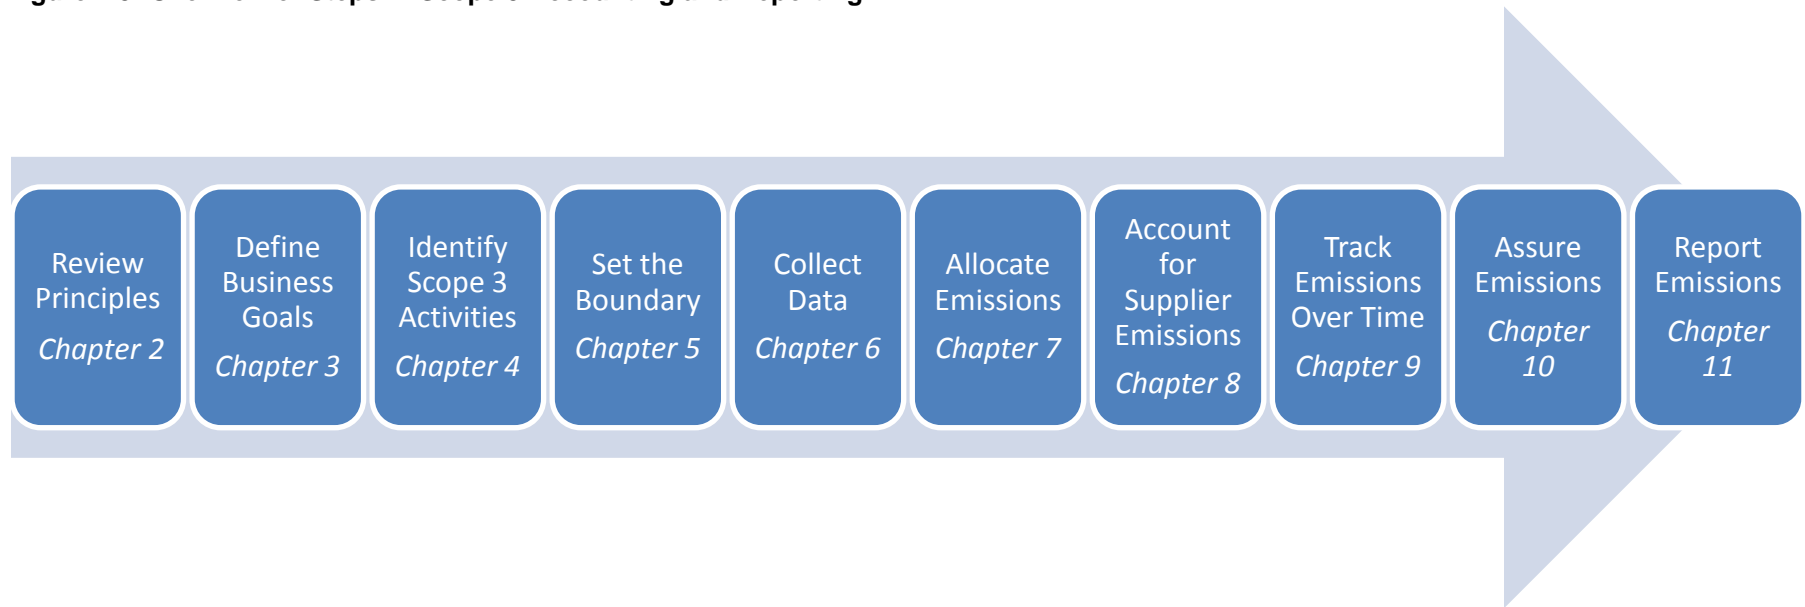 Review
Principles
Chapter 2
Define
Business
Goals
Chapter 3
Identify
Scope 3
Activities
Chapter 4
Set the
Boundary
Chapter 5
Collect
Data
Chapter 6
Allocate
Emissions
Chapter 7
Account
for
Supplier
Emissions
Chapter 8
Track
Emissions
Over Time
Chapter 9
Assure
Emissions
Chapter
10
Report
Emissions
Chapter
11